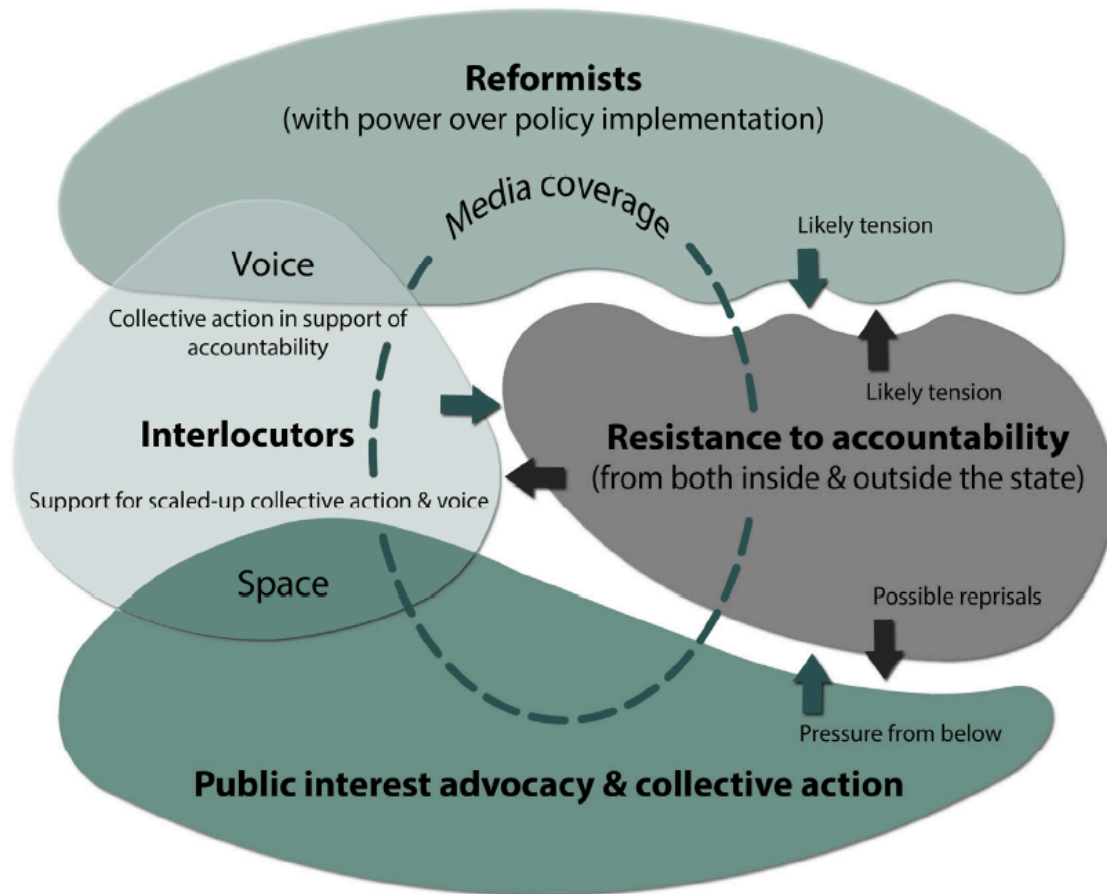 Reformists
(with power over policy implementation)
Media coverage
Likely tension
Voice
Collective action in support of
accountability
Likely tension
Interlocutors
Resistance to accountability
(from both inside & outside the state)
Support for scaled-up collective action & voice
Space
Possible reprisals
Pressure from below
Public interest advocacy & collective action